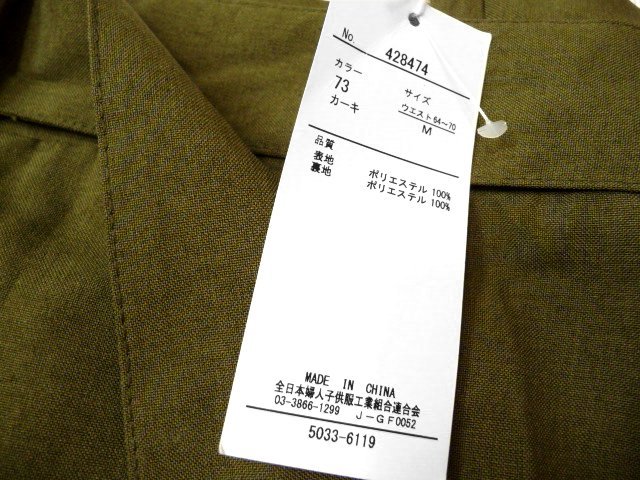 No. 428474
カラー サイズ
73 ウエスト64～70
カーキ M
品質
表地 ポリエステル 100%
裏地 ポリエステル 100%
MADE IN CHINA
全日本婦人子供服工業組合連合会
03-3866-1299 J－GF0052
5033-6119